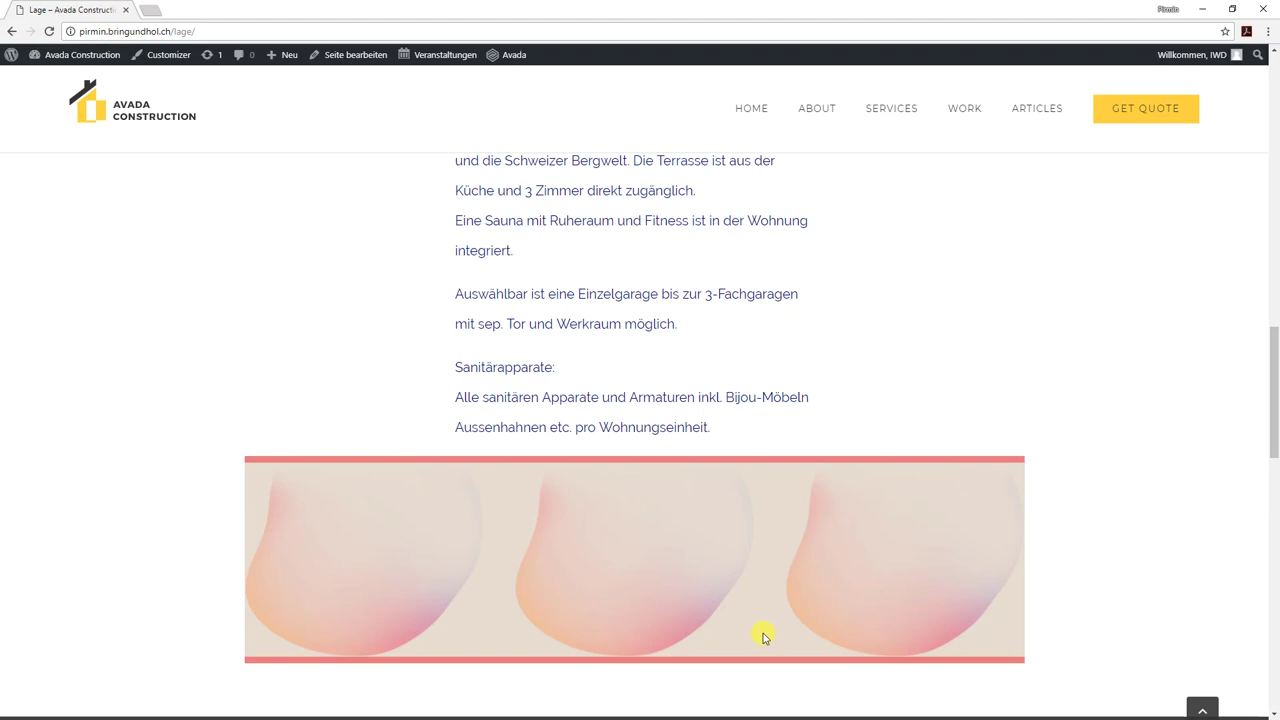 Lage – Avada Constructi
Pirmin
pirmin.bringundhol.ch/lage/
Avada Construction
Customizer
1
0
Neu
Seite bearbeiten
Veranstaltungen
Avada
Willkommen, IWD
AVADA
CONSTRUCTION
HOME
ABOUT
SERVICES
WORK
ARTICLES
GET QUOTE
und die Schweizer Bergwelt. Die Terrasse ist aus der
Küche und 3 Zimmer direkt zugänglich.
Eine Sauna mit Ruheraum und Fitness ist in der Wohnung
integriert.
Auswählbar ist eine Einzelgarage bis zur 3-Fachgaragen
mit sep. Tor und Werkraum möglich.
Sanitärapparate:
Alle sanitären Apparate und Armaturen inkl. Bijou-Möbeln
Aussenhahnen etc. pro Wohnungseinheit.